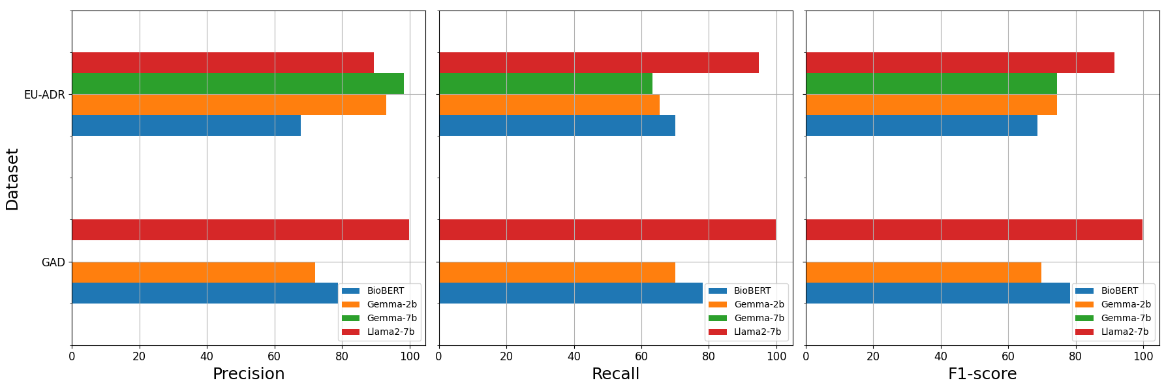 Dataset
EU-ADR
GAD
BioBERT
Gemma-2b
Gemma-7b
Llama2-7b
0 20 40 60 80 100
Precision
BioBERT
Gemma-2b
Gemma-7b
Llama2-7b
0 20 40 60 80 100
Recall
BioBERT
Gemma-2b
Gemma-7b
Llama2-7b
0 20 40 60 80 100
F1-score